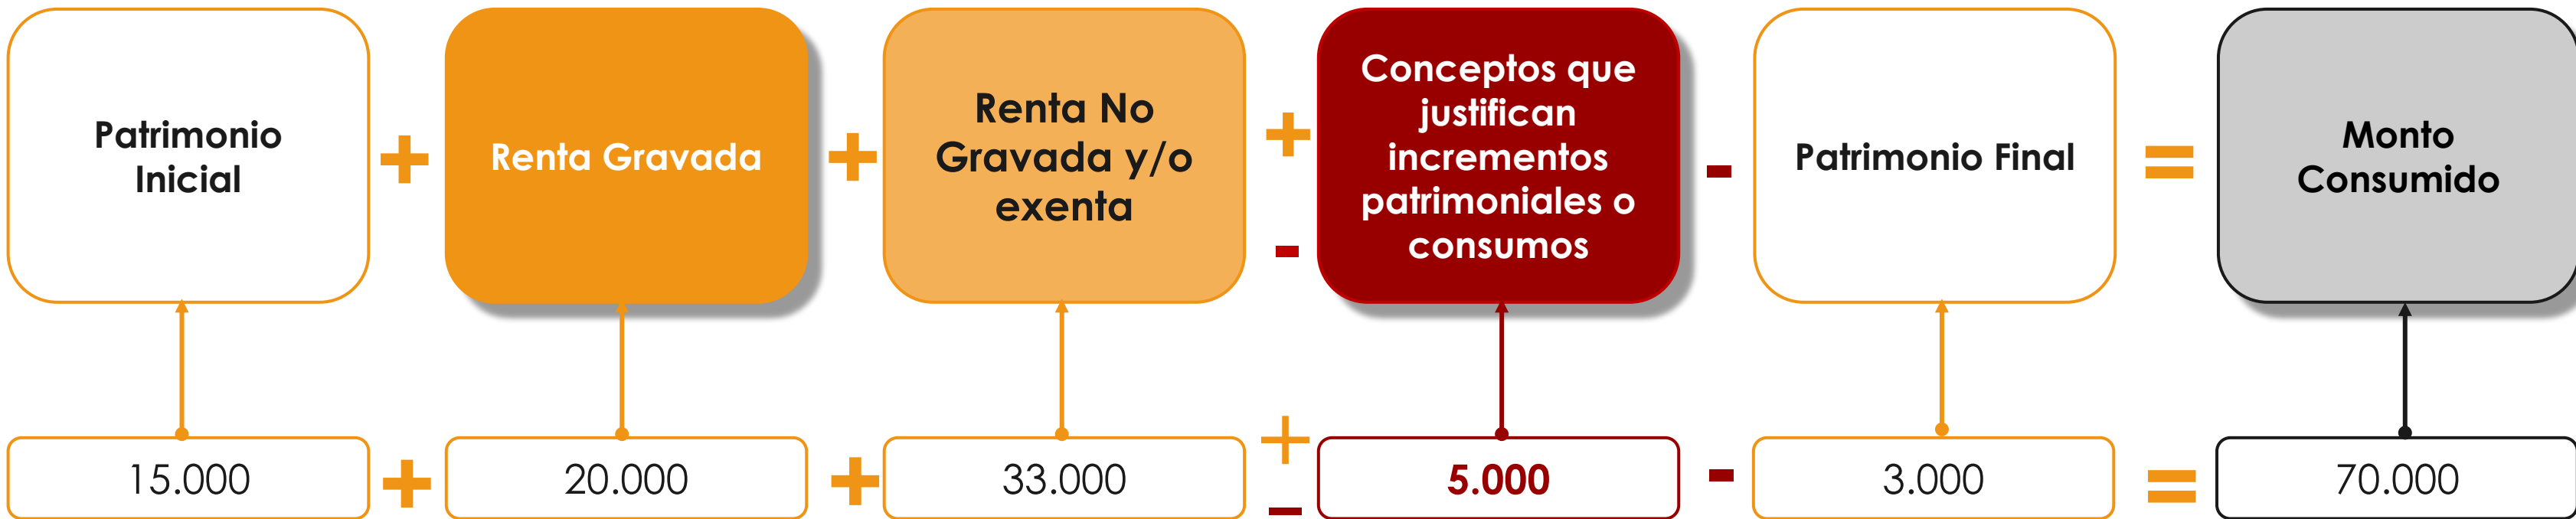 Patrimonio
Inicial
+
Renta Gravada
+
Renta No
Gravada y/o
exenta
+
-
Conceptos que
justifican
incrementos
patrimoniales o
consumos
-
Patrimonio Final
=
Monto
Consumido
15.000
+
20.000
+
33.000
+
-
5.000
-
3.000
=
70.000